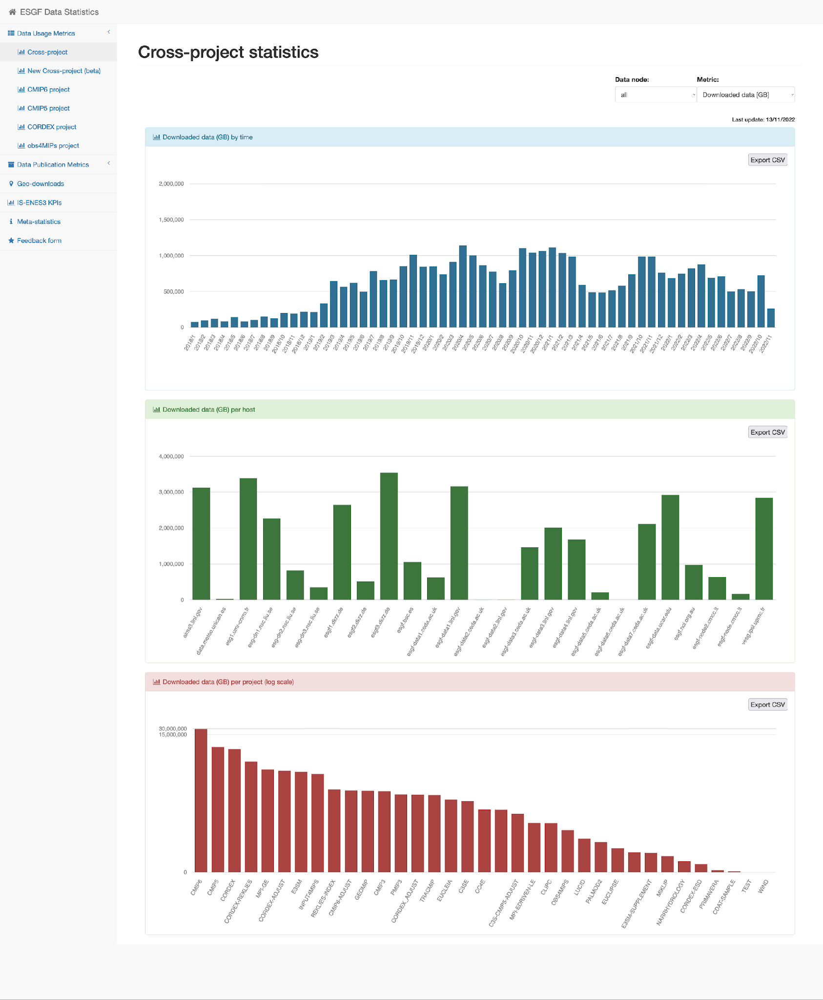 ESGF Data Statistics
Data Usage Metrics
Cross-project
New Cross-project (beta)
CMIP6 project
CMIP5 project
CORDEX project
obs4MIPs project
Data Publication Metrics
Geo-downloads
IS-ENES3 KPIs
Meta-statistics
Feedback form
Cross-project statistics
Data node: Metric:
all Downloaded data [GB]
Last update: 13/11/2022
Downloaded data (GB) by time
Export CSV
2,000,000
1,500,000
1,000,000
500,000
0
2018/1 2018/2 2018/3 2018/4 2018/5 2018/6 2018/7 2018/8 2018/9 2018/10 2018/11 2018/12 2019/1 2019/2 2019/3 2019/4 2019/5 2019/6 2019/7 2019/8 2019/9 2019/10 2019/11 2019/12 2020/1 2020/2 2020/3 2020/4 2020/5 2020/6 2020/7 2020/8 2020/9 2020/10 2020/11 2020/12 2021/1 2021/2 2021/3 2021/4 2021/5 2021/6 2021/7 2021/8 2021/9 2021/10 2021/11 2021/12 2022/1 2022/2 2022/3 2022/4 2022/5 2022/6 2022/7 2022/8 2022/9 2022/10 2022/11
Downloaded data (GB) per host
Export CSV
4,000,000
3,000,000
2,000,000
1,000,000
0
aims3.llnl.gov data.meteo.unican.es esg1.umr-cnrm.fr esg-dn1.nsc.liu.se esg-dn2.nsc.liu.se esg-dn3.nsc.liu.se esgf1.dkrz.de esgf2.dkrz.de esgf3.dkrz.de esgf.bsc.es esgf-data1.ceda.ac.uk esgf-data1.llnl.gov esgf-data2.ceda.ac.uk esgf-data2.llnl.gov esgf-data3.ceda.ac.uk esgf-data3.llnl.gov esgf-data4.llnl.gov esgf-data5.ceda.ac.uk esgf-data6.ceda.ac.uk esgf-data7.ceda.ac.uk esgf-data.ucar.edu esgf.nci.org.au esgf-node2.cmcc.it esgf-node.cmcc.it vesg.ipsl.upmc.fr
Downloaded data (GB) per project (log scale)
Export CSV
30,000,000
15,000,000
0
CMIP6 CMIP5 CORDEX CORDEX-REKLIES MPI-GE CORDEX-ADJUST E3SM INPUT4MIPS REKLIES-INDEX CMIP6-ADJUST GEOMIP CMIP3 PMIP3 CORDEX_ADJUST TRACMIP EUCLEIA C3SE CC4E C3S-CMIP5-ADJUST MPI-EDRIVEN-LE CLIPC OBS4MIPS LUCID PALMOD2 EUCLIPSE E3SM-SUPPLEMENT MIKLIP NARRHYDROLOGY CORDEX-ESD PRIMAVERA CDAT-SAMPLE TEST WIND